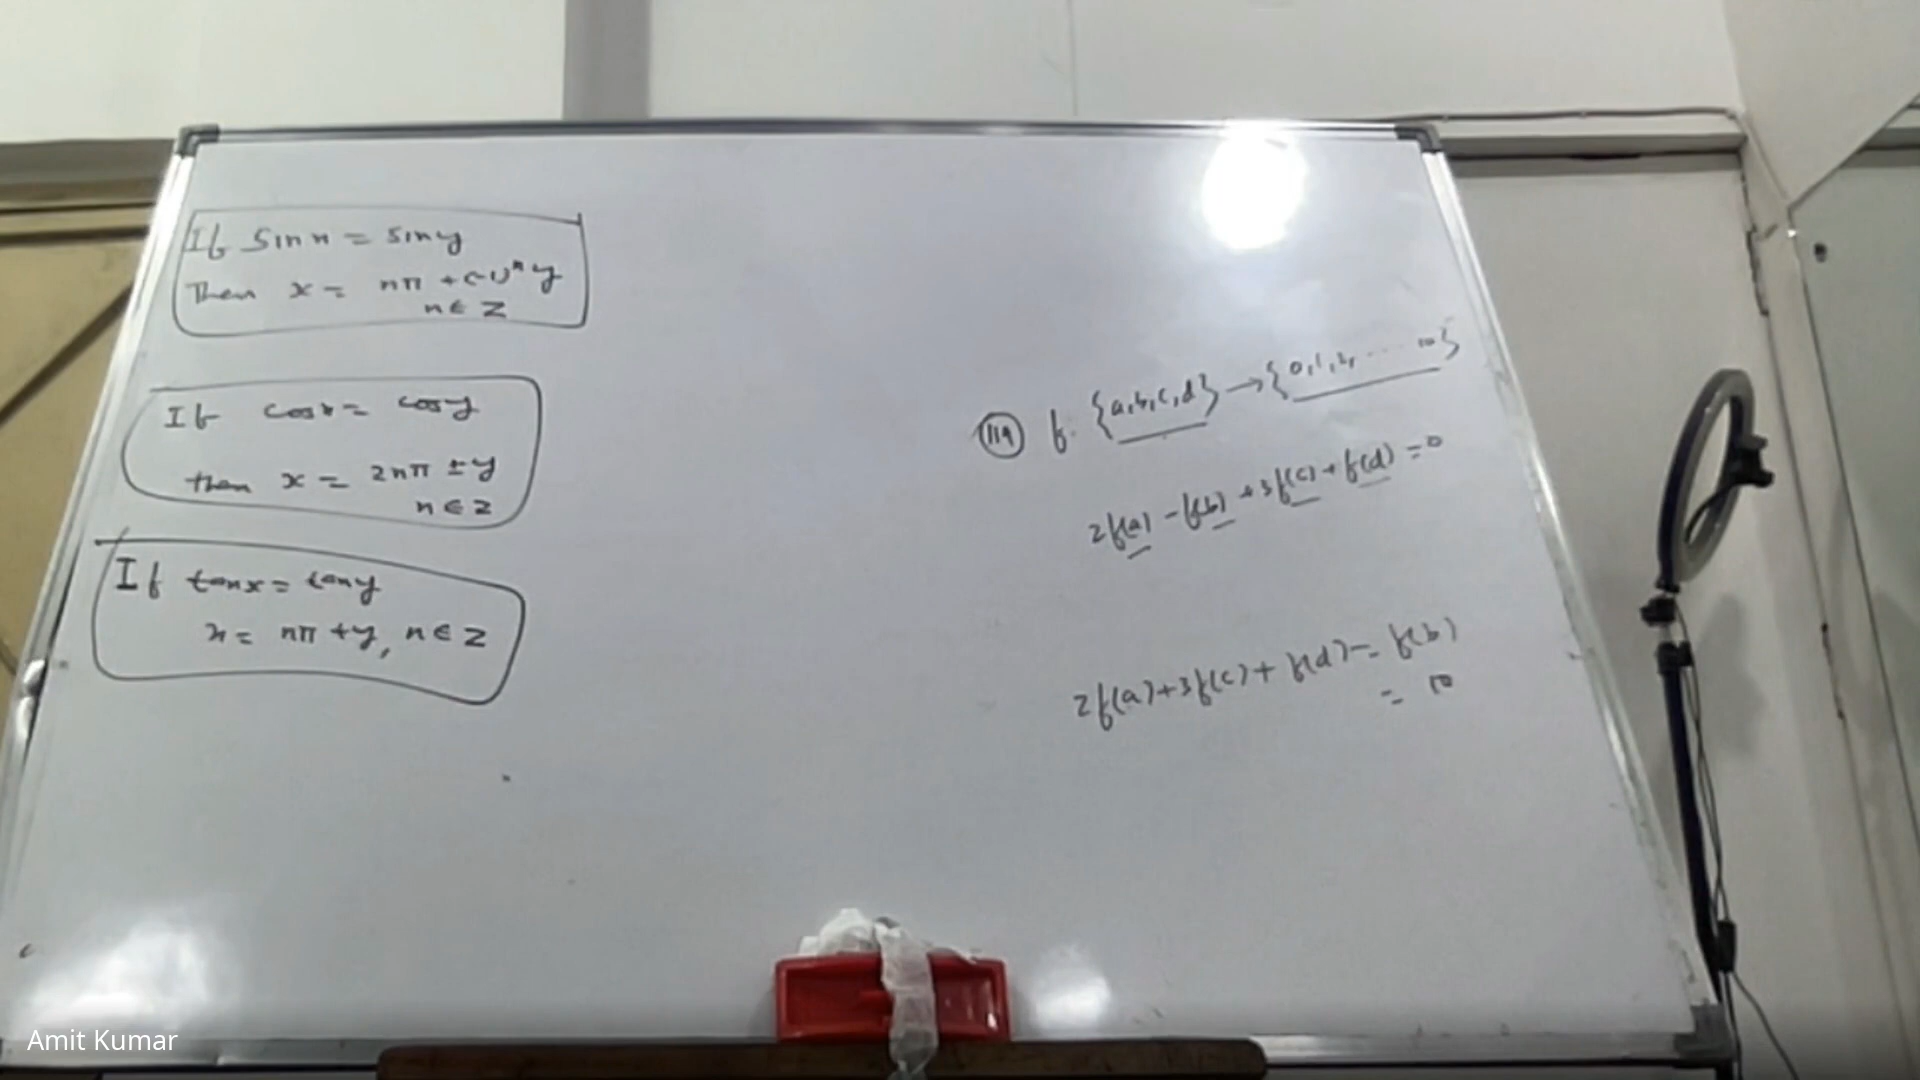 If sin x = sin y
Then x = nπ + (-1)ⁿ y
n ∈ Z
If cos x = cos y
then x = 2nπ ± y
n ∈ Z
If tan x = tan y
x = nπ + y, n ∈ Z
119 f: {a,b,c,d} → {0,1,2, .... 10}
2f(a) - f(b) + 3f(c) + f(d) = 0
2f(a)+3f(c)+ f(d) = f(b)
= 10
Amit Kumar